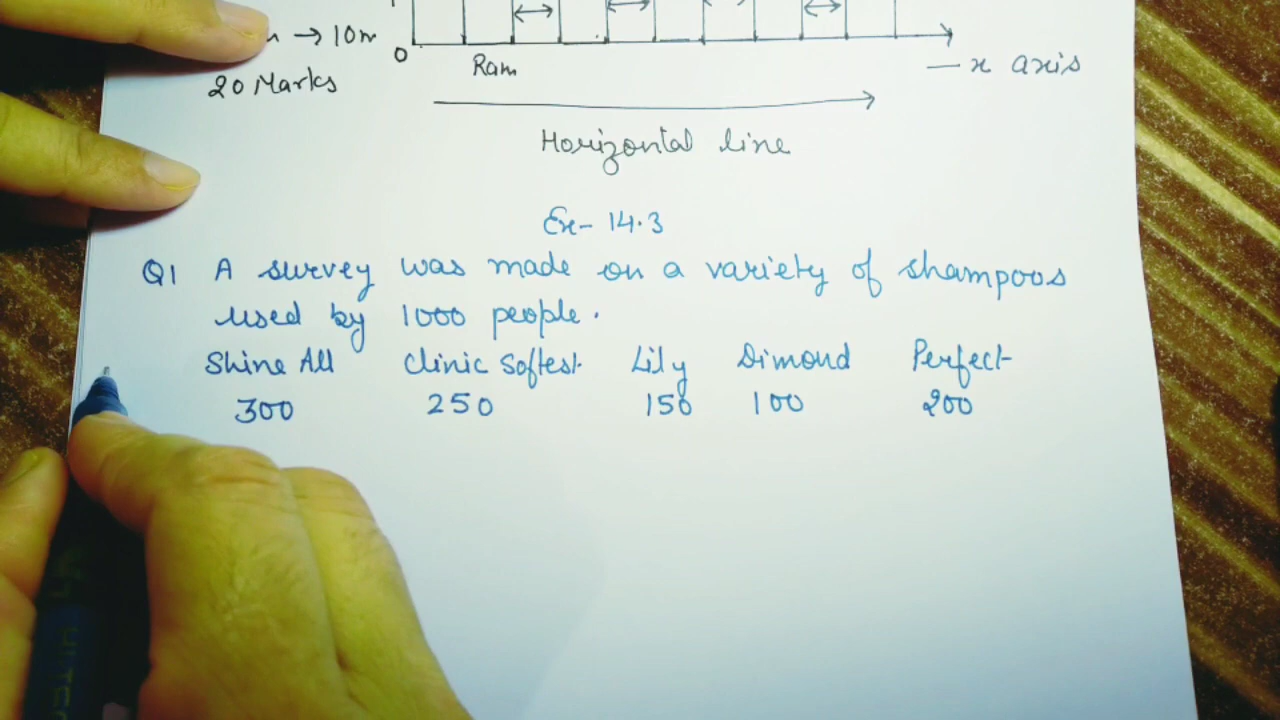 → 10m
0
Ram
x axis
20 Marks
Horizontal line
Ex- 14.3
Q1 A survey was made on a variety of shampoos
used by 1000 people.
Shine All Clinic Softest Lily Dimond Perfect
300 250 150 100 200